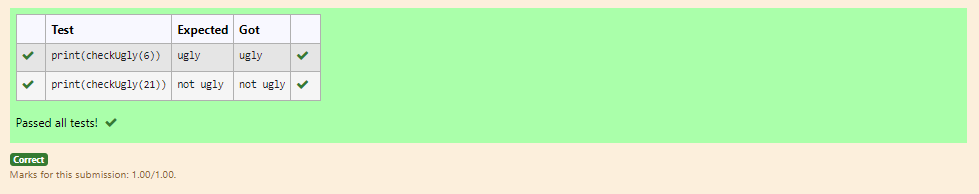 Test Expected Got
print(checkUgly(6)) ugly ugly
print(checkUgly(21)) not ugly not ugly
Passed all tests!
Correct
Marks for this submission: 1.00/1.00.